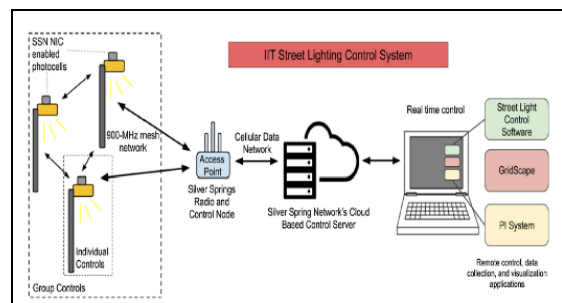 IIT Street Lighting Control System
SSN NIC
enabled
photocells
900-MHz mesh
network
Individual
Controls
Group Controls
Access
Point
Silver Springs
Radio and
Control Node
Cellular Data
Network
Silver Spring Network's Cloud
Based Control Server
Real time control
Street Light
Control
Software
GridScape
PI System
Remote control, data
collection, and visualization
applications